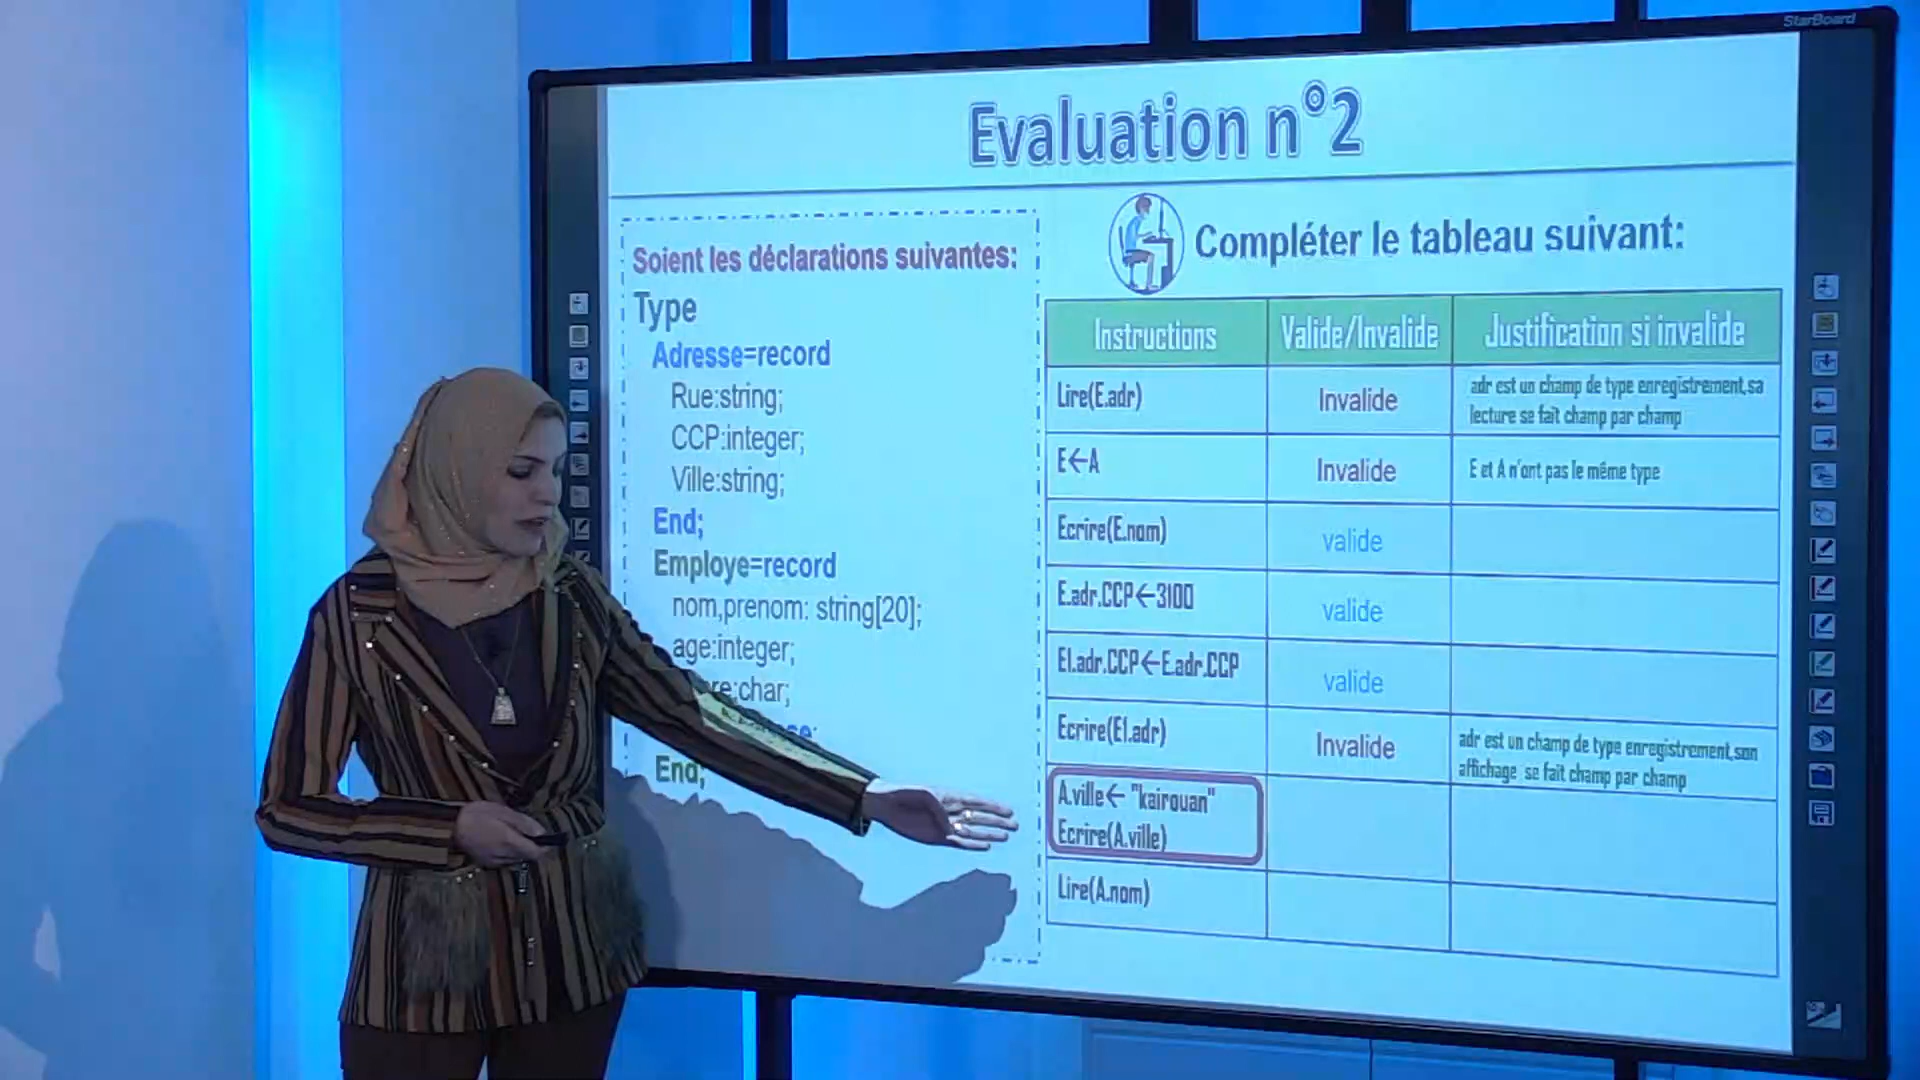 StarBoard
Evaluation n°2
Soient les déclarations suivantes:
Type
Adresse=record
Rue:string;
CCP:integer;
Ville:string;
End;
Employe=record
nom,prenom: string[20];
age:integer;
re:char;
se;
End;
Compléter le tableau suivant:
Instructions Valide/Invalide Justification si invalide
Lire(E.adr) Invalide adr est un champ de type enregistrement,sa
lecture se fait champ par champ
E←A Invalide E et A n'ont pas le même type
Ecrire(E.nom) valide
E.adr.CCP←3100 valide
E1.adr.CCP←E.adr.CCP valide
Ecrire(E1.adr) Invalide adr est un champ de type enregistrement,son
affichage se fait champ par champ
A.ville← "kairouan"
Ecrire(A.ville)
Lire(A.nom)